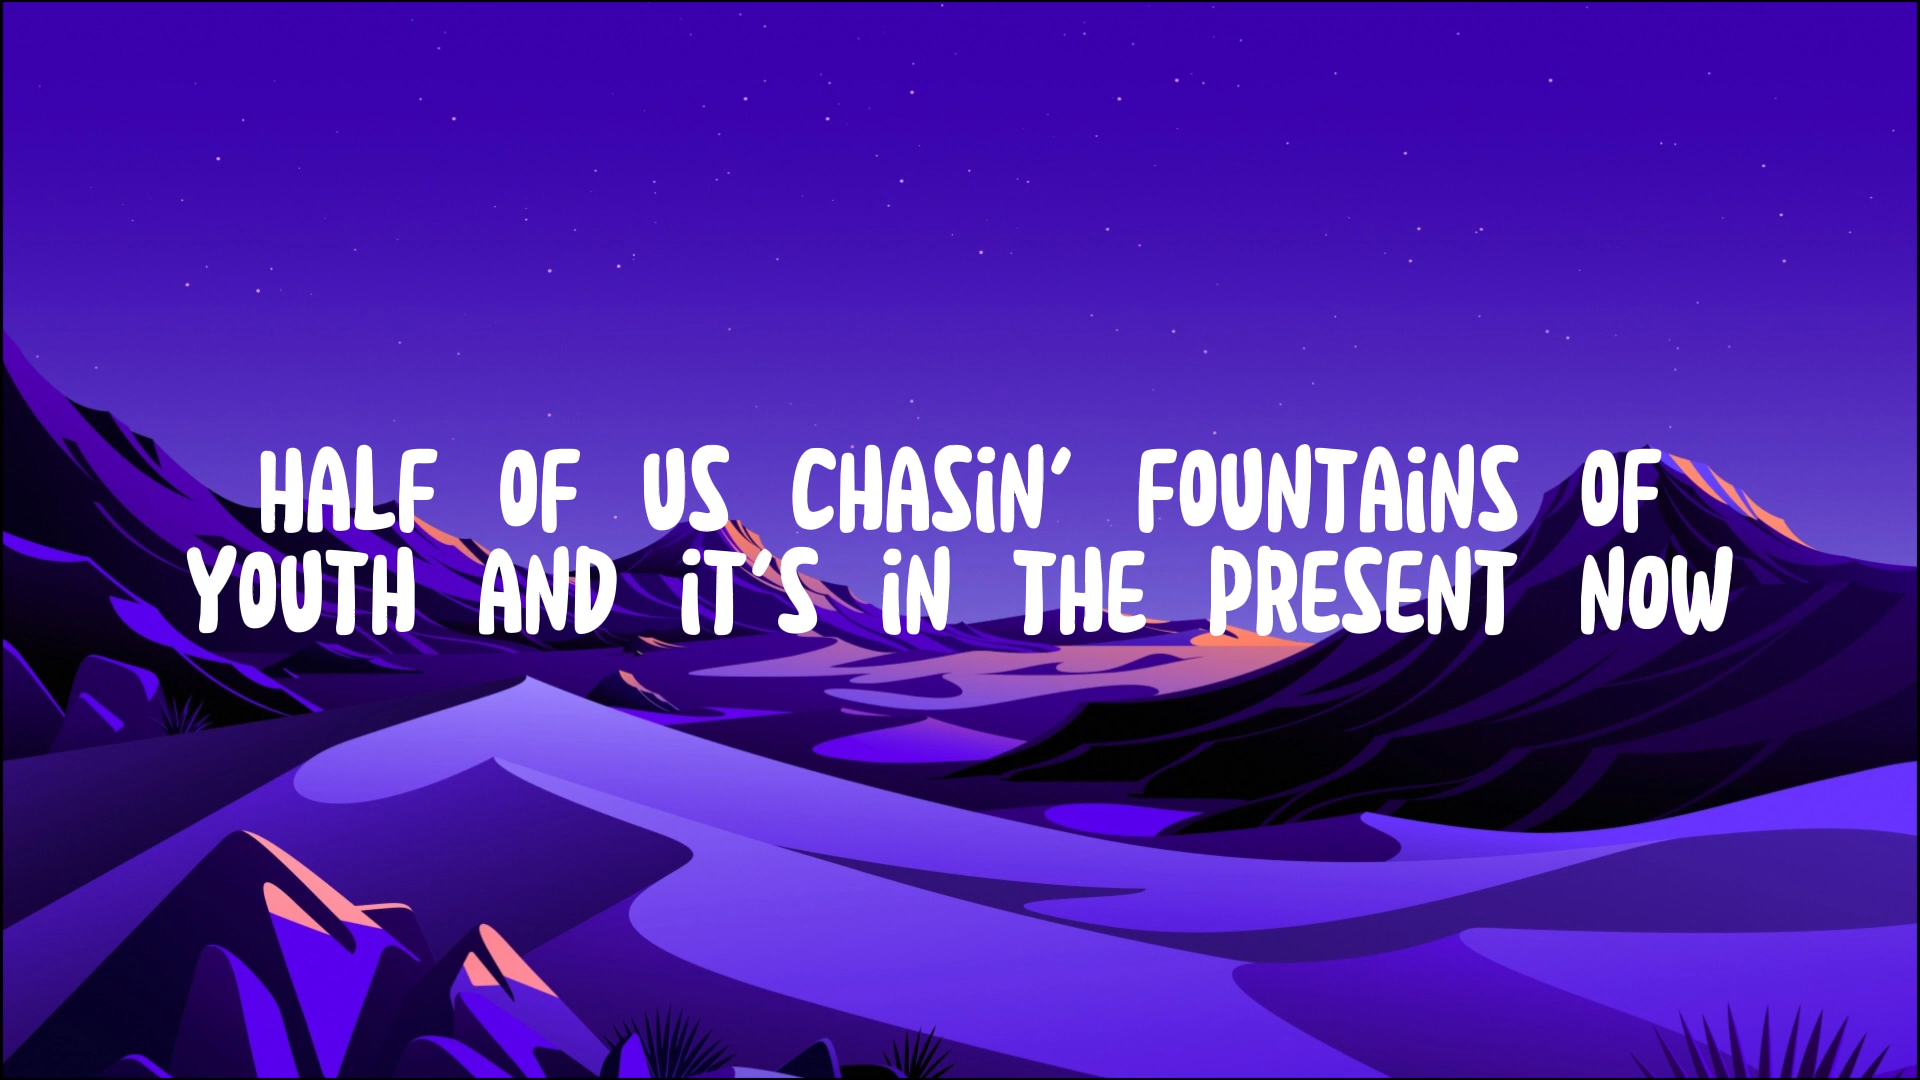 HALF OF US CHASiN' FOUNTAiNS OF
YOUTH AND iT'S iN THE PRESENT NOW